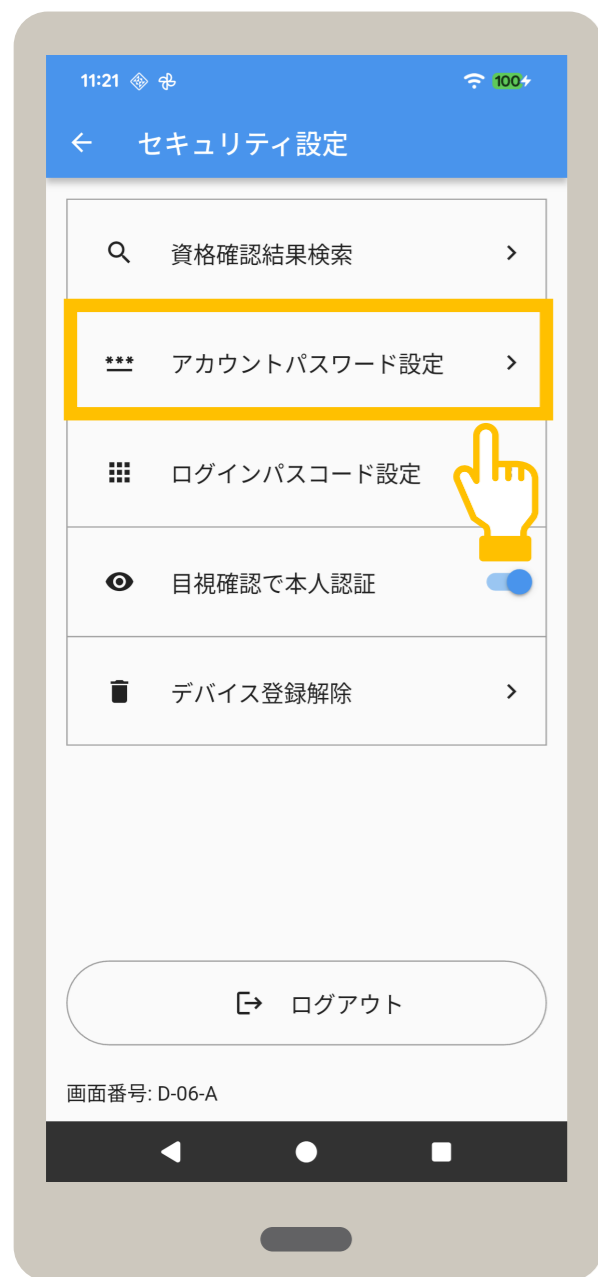 11:21 100
セキュリティ設定
資格確認結果検索
*** アカウントパスワード設定
ログインパスコード設定
目視確認で本人認証
デバイス登録解除
ログアウト
画面番号: D-06-A